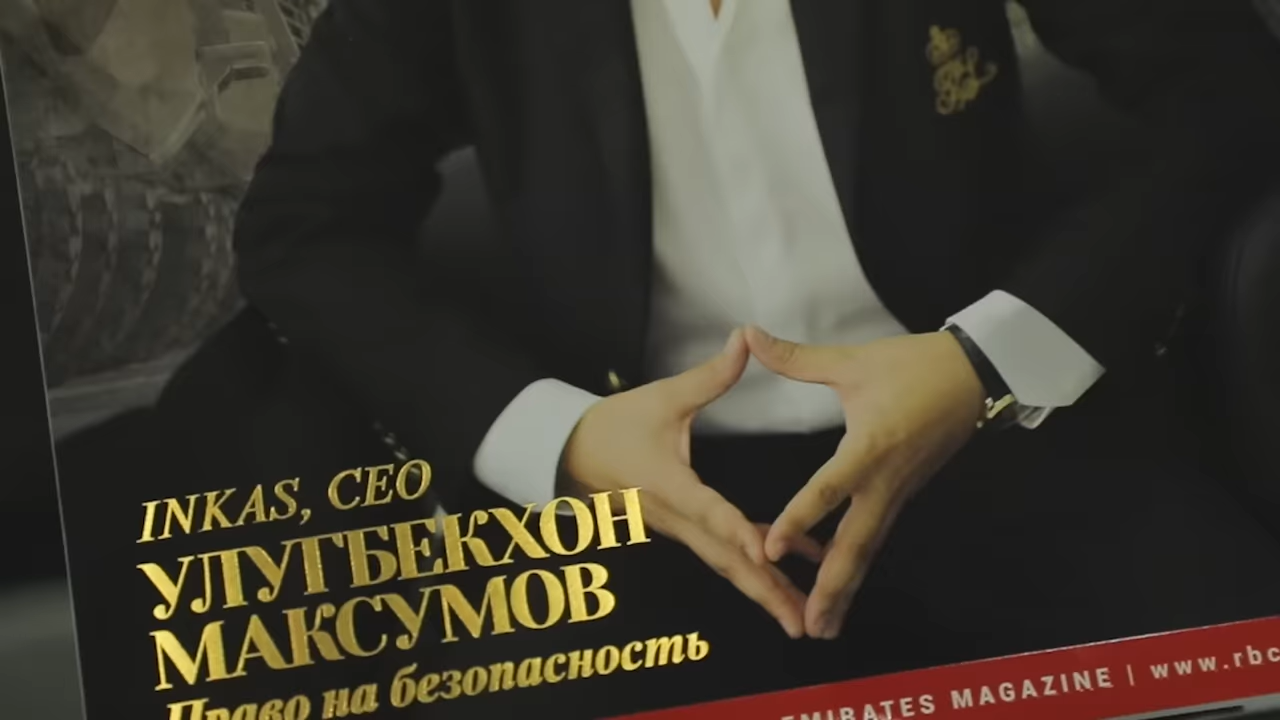 INKAS, CEO
УЛУГБЕКХОН
МАКСУМОВ
Право на безопасность
EMIRATES MAGAZINE | www.rbc